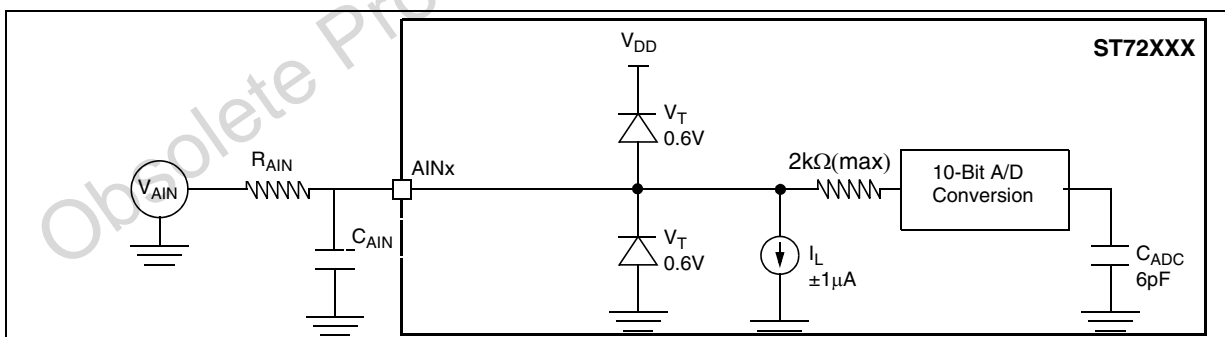 Obsolete Pro
ST72XXX
V_DD
V_T
0.6V
R_AIN
AINx
2kΩ(max)
10-Bit A/D
Conversion
V_AIN
C_AIN
V_T
0.6V
I_L
±1μA
C_ADC
6pF